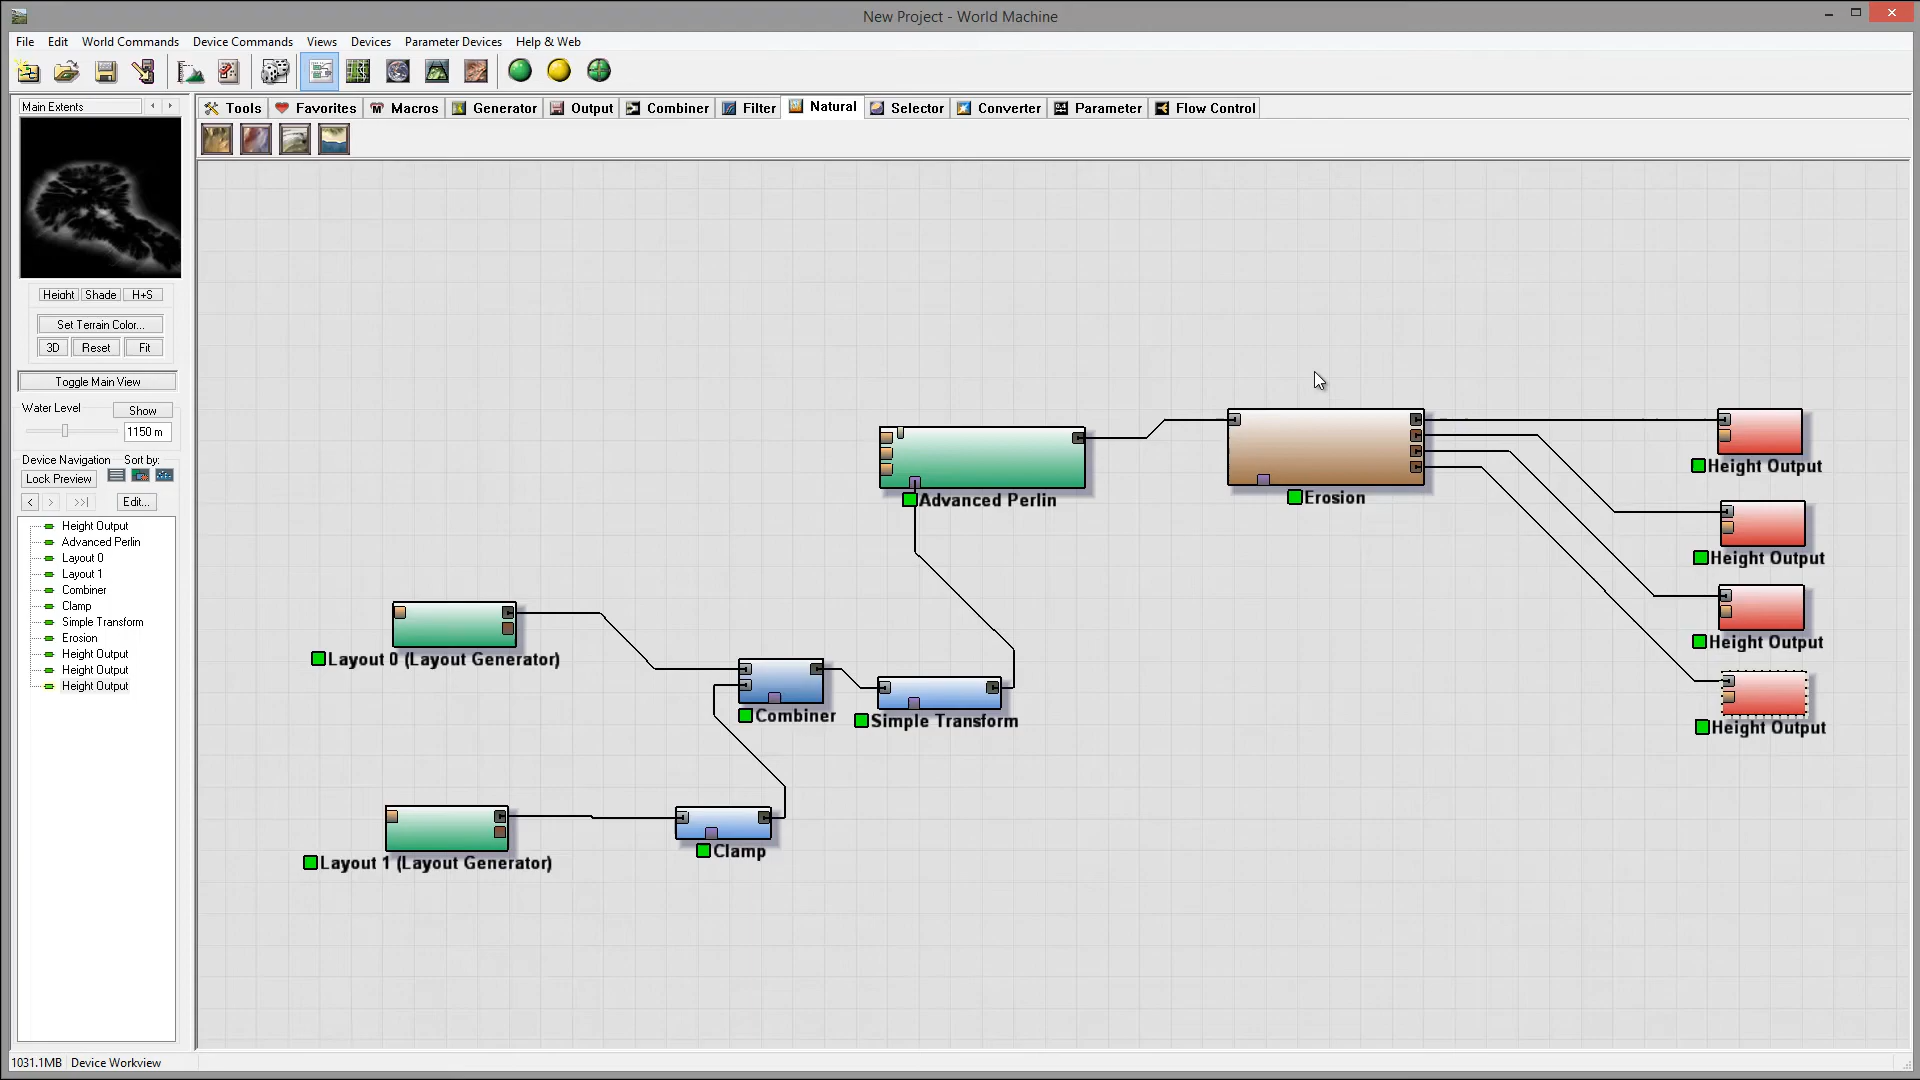 New Project - World Machine
File Edit World Commands Device Commands Views Devices Parameter Devices Help & Web
Main Extents
Tools Favorites Macros Generator Output Combiner Filter Natural Selector Converter Parameter Flow Control
Height Shade H+S
Set Terrain Color...
3D Reset Fit
Toggle Main View
Water Level Show
1150 m
Device Navigation Sort by:
Lock Preview
< > >>| Edit...
Height Output
Advanced Perlin
Layout 0
Layout 1
Combiner
Clamp
Simple Transform
Erosion
Height Output
Height Output
Height Output
Advanced Perlin
Erosion
Height Output
Height Output
Height Output
Height Output
Layout 0 (Layout Generator)
Combiner
Simple Transform
Layout 1 (Layout Generator)
Clamp
1031.1MB Device Workview